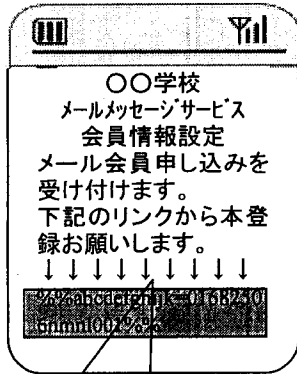 〇〇学校
メールメッセージサービス
会員情報設定
メール会員申し込みを
受け付けます。
下記のリンクから本登
録お願いします。
↓↓↓↓↓↓↓↓↓